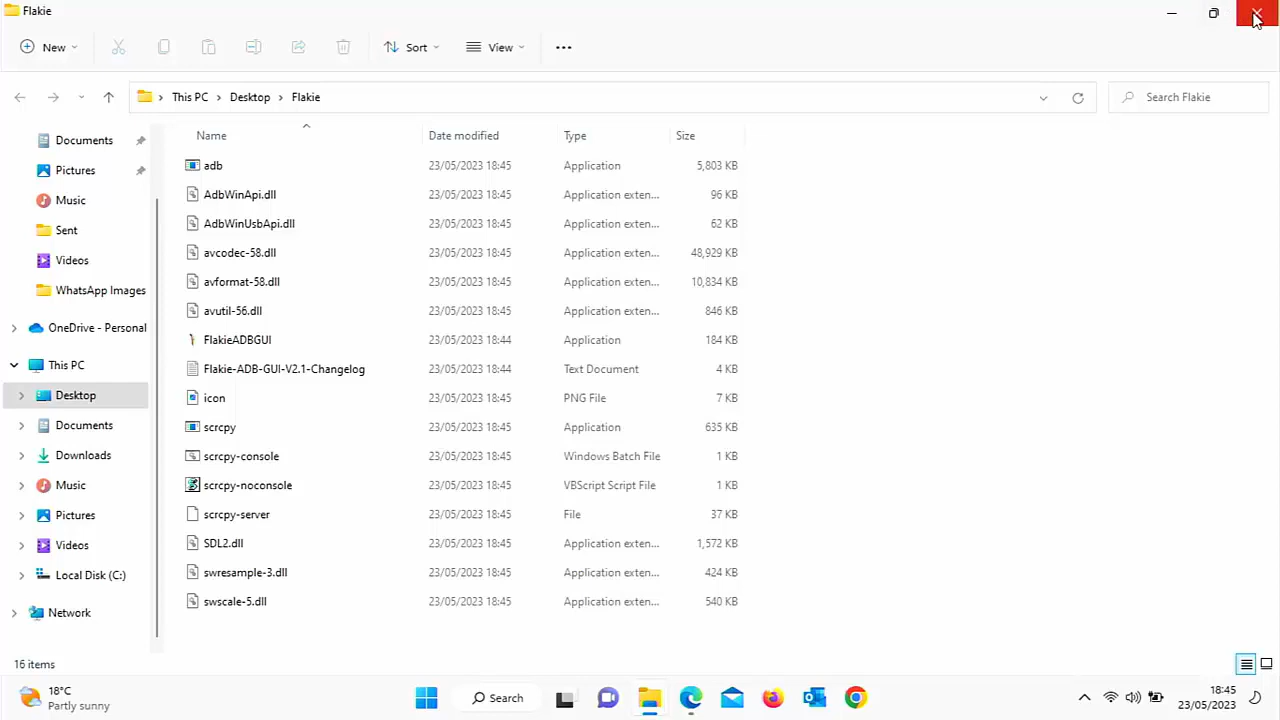 Flakie
New
Sort
View
This PC
Desktop
Flakie
Search Flakie
Documents
Pictures
Music
Sent
Videos
WhatsApp Images
OneDrive - Personal
This PC
Desktop
Documents
Downloads
Music
Pictures
Videos
Local Disk (C:)
Network
Name Date modified Type Size
adb 23/05/2023 18:45 Application 5,803 KB
AdbWinApi.dll 23/05/2023 18:45 Application exten... 96 KB
AdbWinUsbApi.dll 23/05/2023 18:45 Application exten... 62 KB
avcodec-58.dll 23/05/2023 18:45 Application exten... 48,929 KB
avformat-58.dll 23/05/2023 18:45 Application exten... 10,834 KB
avutil-56.dll 23/05/2023 18:45 Application exten... 846 KB
FlakieADBGUI 23/05/2023 18:44 Application 184 KB
Flakie-ADB-GUI-V2.1-Changelog 23/05/2023 18:44 Text Document 4 KB
icon 23/05/2023 18:45 PNG File 7 KB
scrcpy 23/05/2023 18:45 Application 635 KB
scrcpy-console 23/05/2023 18:45 Windows Batch File 1 KB
scrcpy-noconsole 23/05/2023 18:45 VBScript Script File 1 KB
scrcpy-server 23/05/2023 18:45 File 37 KB
SDL2.dll 23/05/2023 18:45 Application exten... 1,572 KB
swresample-3.dll 23/05/2023 18:45 Application exten... 424 KB
swscale-5.dll 23/05/2023 18:45 Application exten... 540 KB
16 items
18°C
Partly sunny
Search
18:45
23/05/2023